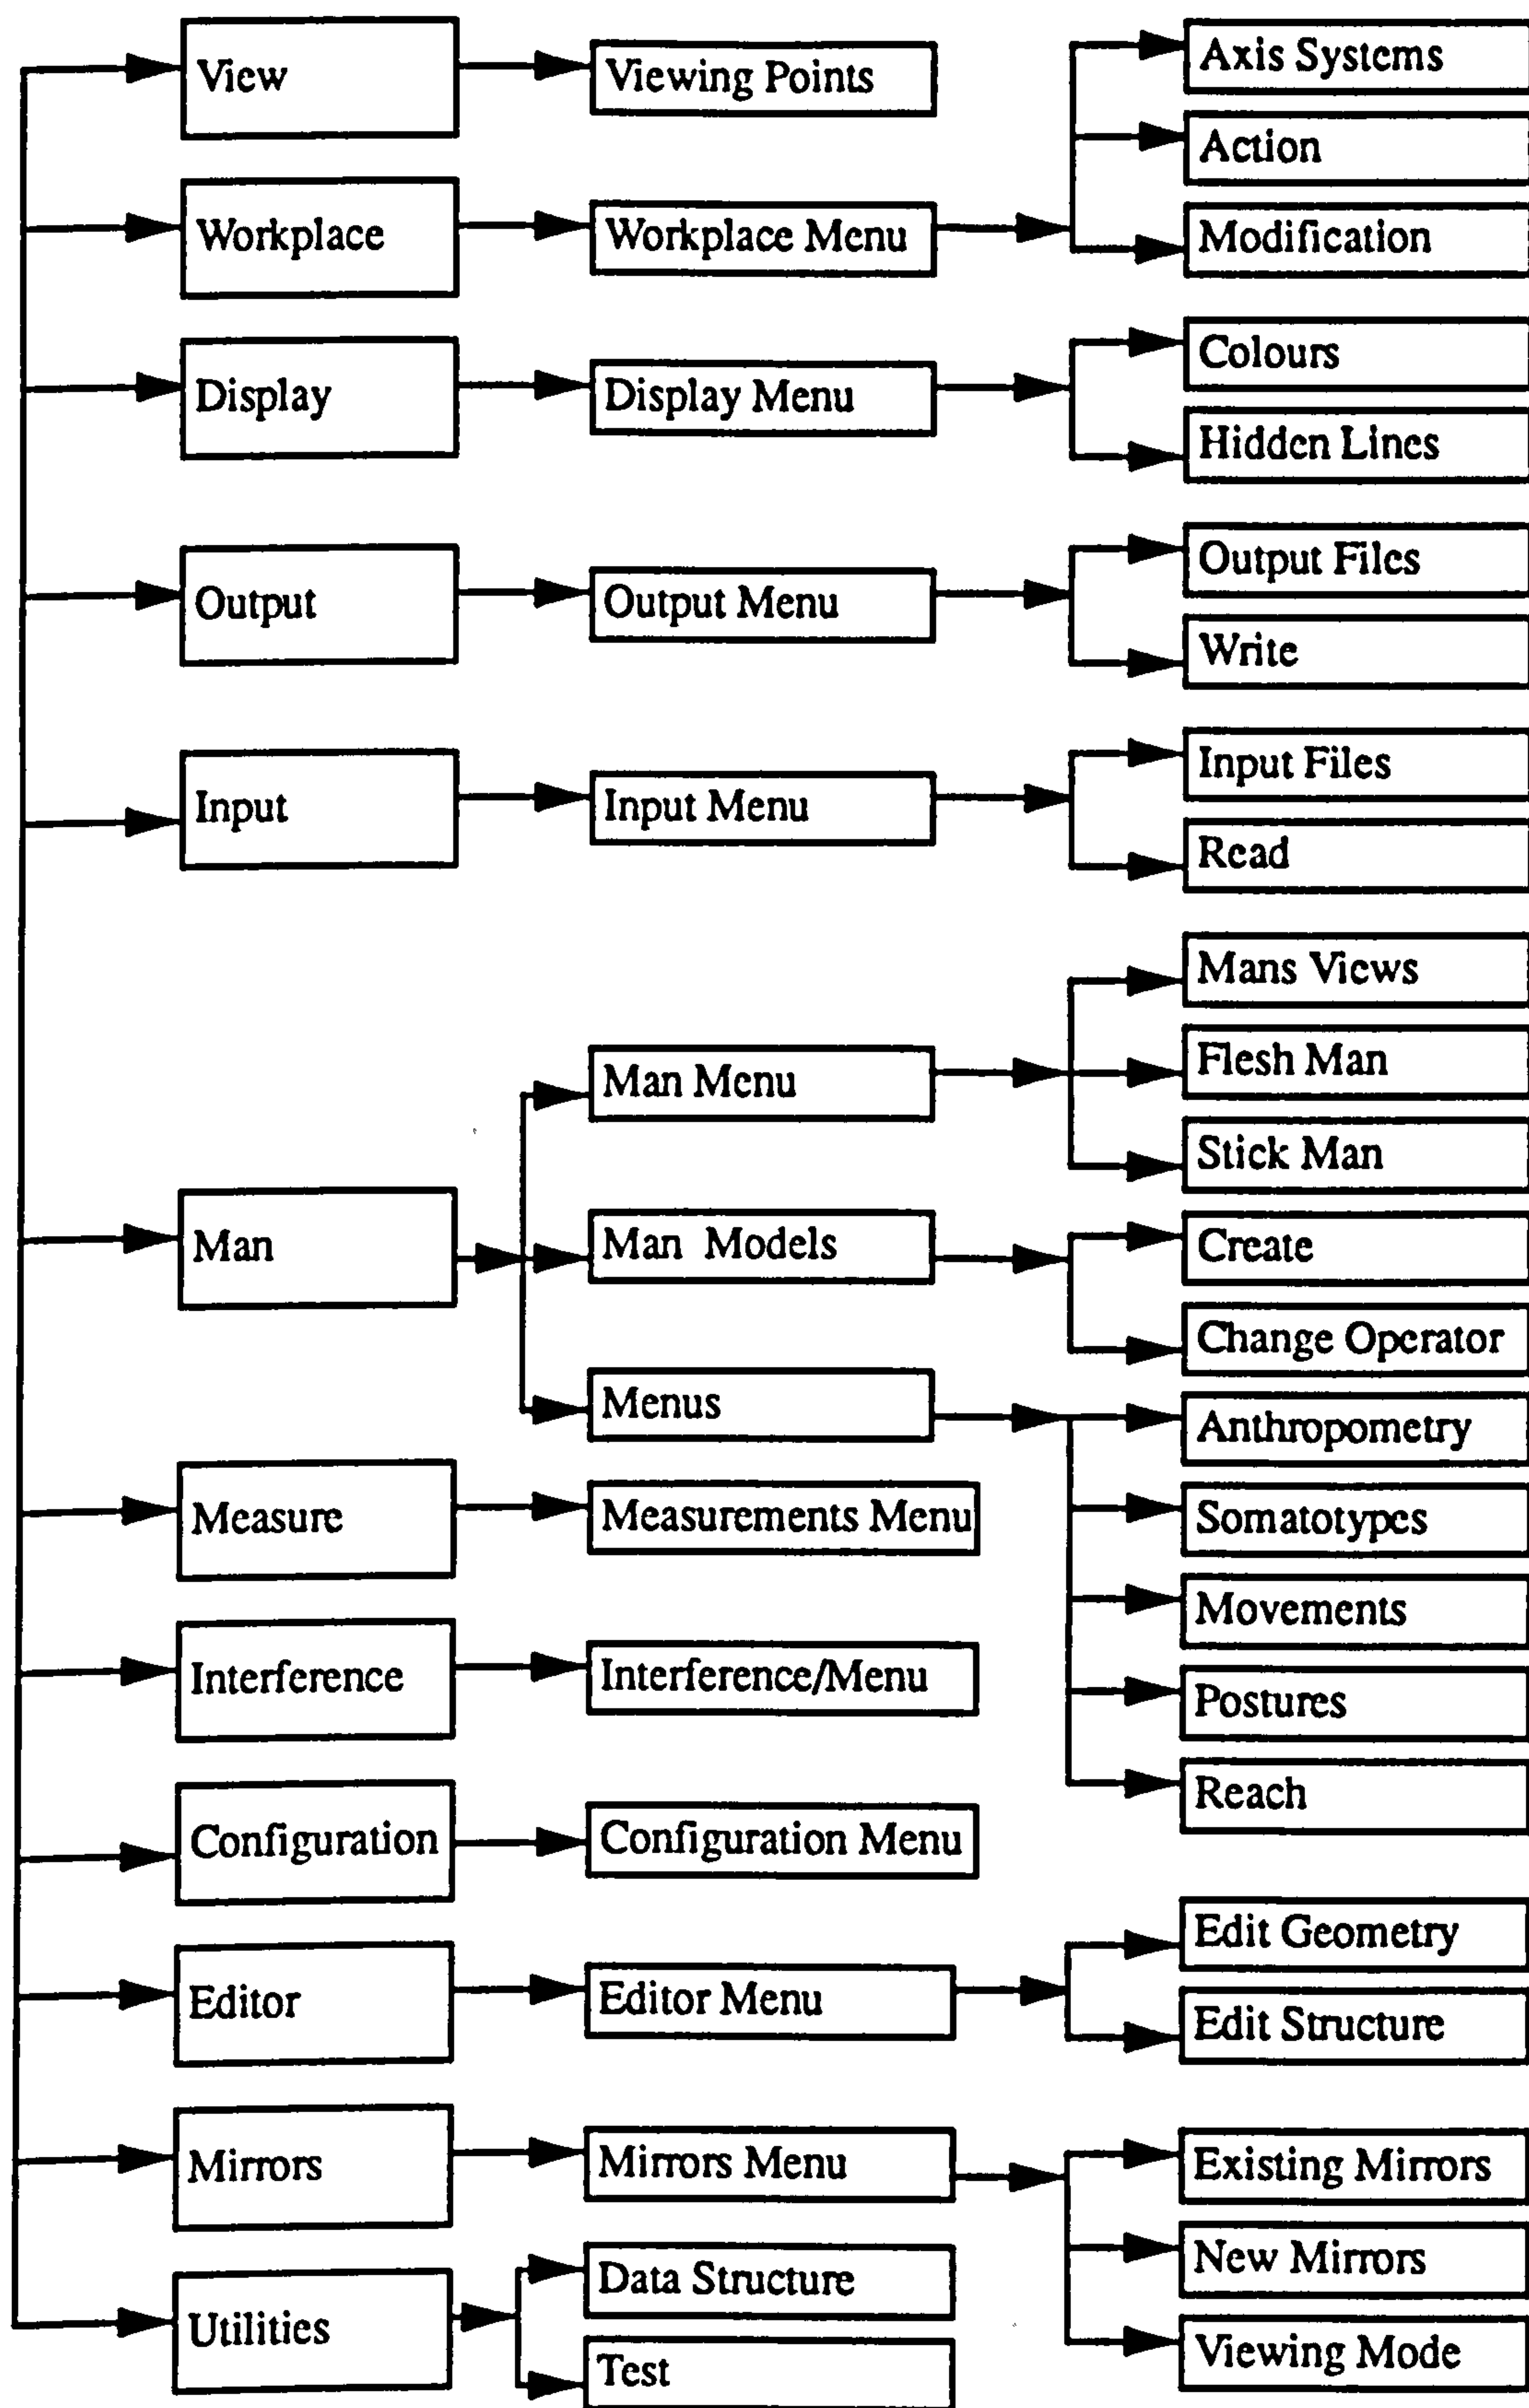 View
Viewing Points
Axis Systems
Action
Workplace
Workplace Menu
Modification
Display
Display Menu
Colours
Hidden Lines
Output
Output Menu
Output Files
Write
Input
Input Menu
Input Files
Read
Man
Man Menu
Mans Views
Flesh Man
Stick Man
Man Models
Create
Change Operator
Menus
Anthropometry
Somatotypes
Movements
Postures
Reach
Measure
Measurements Menu
Interference
Interference/Menu
Configuration
Configuration Menu
Editor
Editor Menu
Edit Geometry
Edit Structure
Mirrors
Mirrors Menu
Existing Mirrors
New Mirrors
Viewing Mode
Utilities
Data Structure
Test